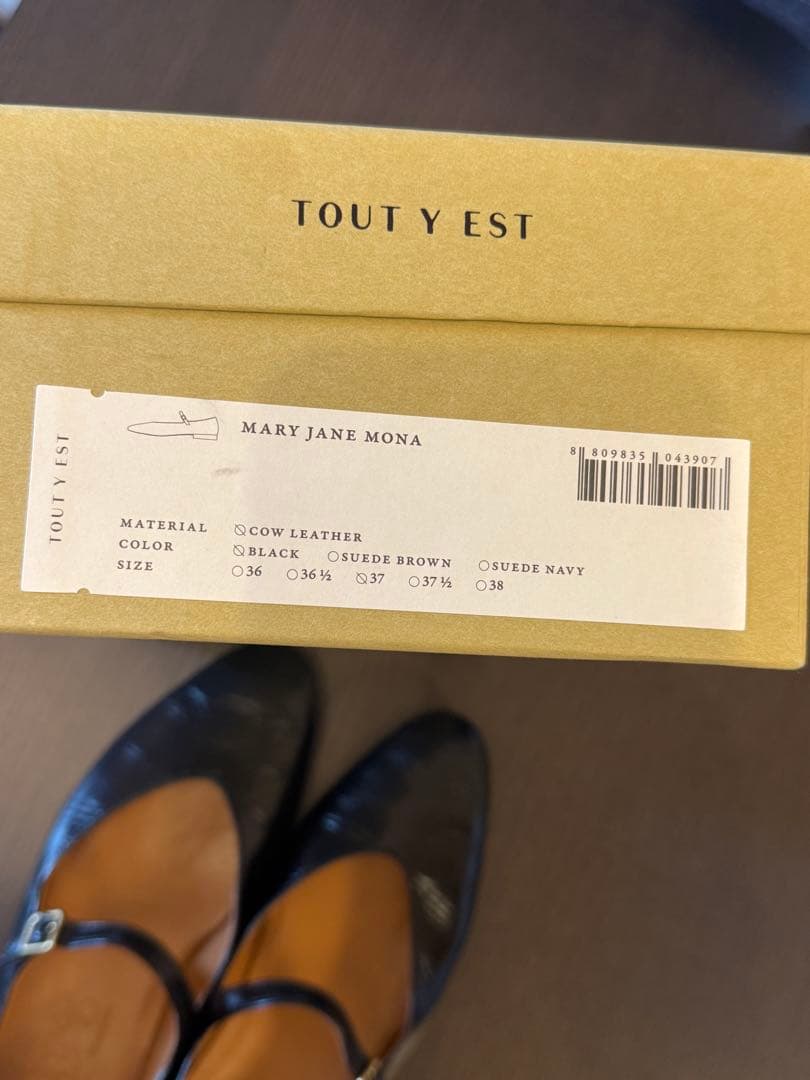 TOUT Y EST
TOUT Y EST
MARY JANE MONA
8 809835 043907
MATERIAL COW LEATHER
COLOR BLACK SUEDE BROWN SUEDE NAVY
SIZE 36 36 ½ 37 37 ½ 38